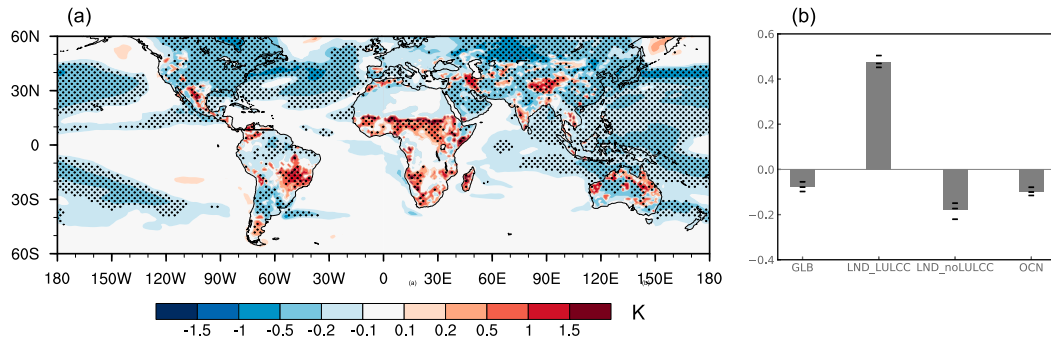 (a)
60N
30N
0
30S
60S
180 150W 120W 90W 60W 30W 0 30E 60E 90E 120E 150E 180
(a)
(b)
-1.5 -1 -0.5 -0.2 -0.1 0.1 0.2 0.5 1 1.5
K
(b)
0.6
0.4
0.2
0.0
−0.2
−0.4
GLB LND_LULCC LND_noLULCC OCN